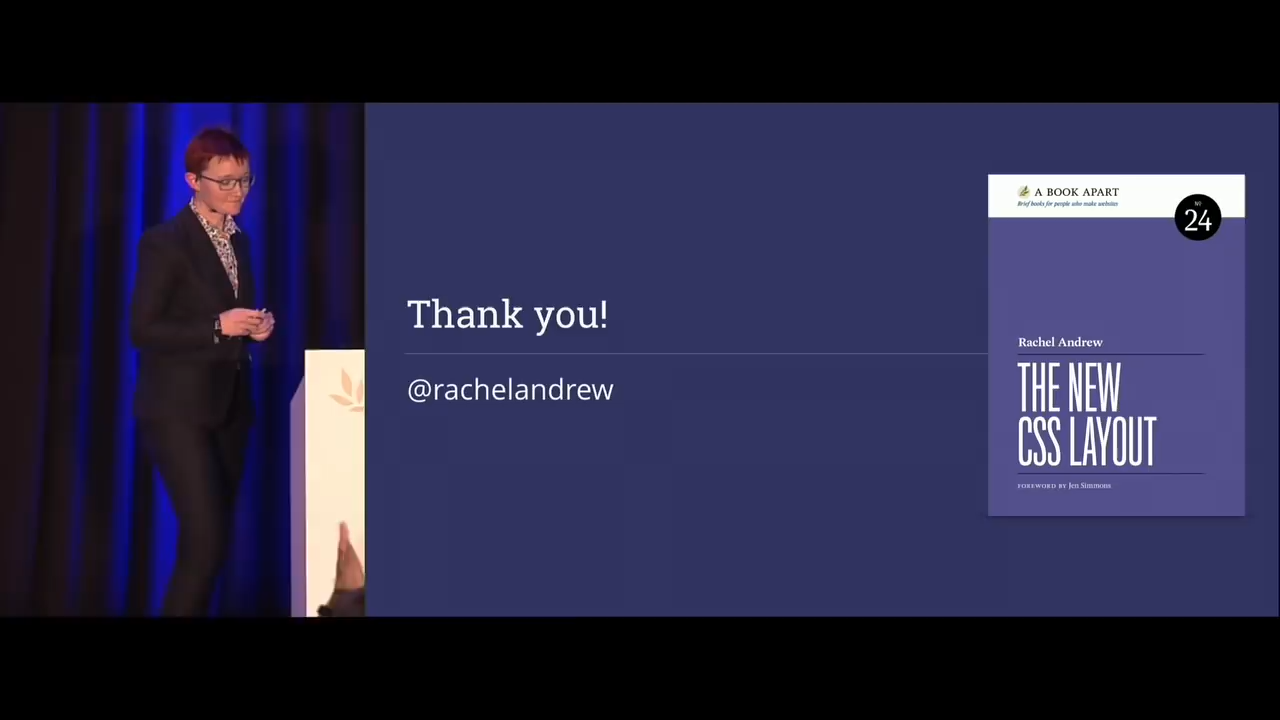 Thank you!
@rachelandrew
A BOOK APART
Brief books for people who make websites
No
24
Rachel Andrew
THE NEW
CSS LAYOUT
FOREWORD BY Jen Simmons